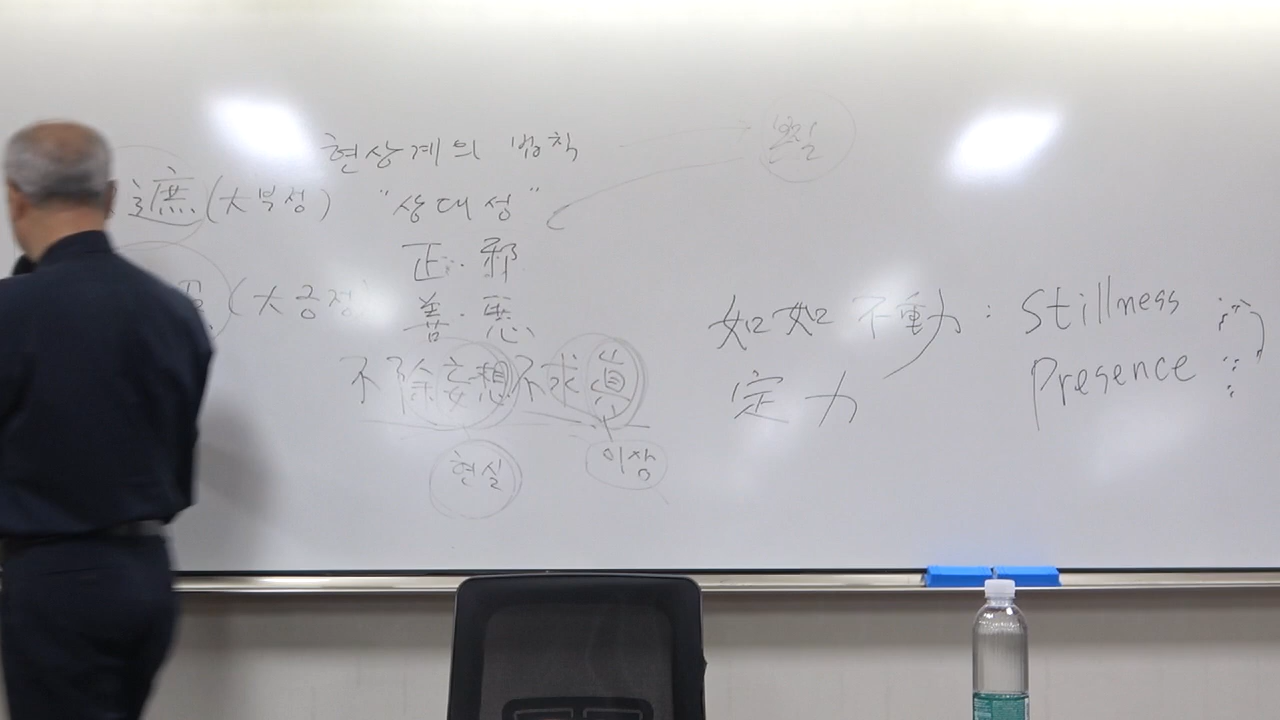 현상계의 법칙
遮 (大부정)
"상대성"
正·邪
(大긍정)
善·悪
不除妄想不求眞
현실
이상
如如不動 : Stillness
定力
Presence